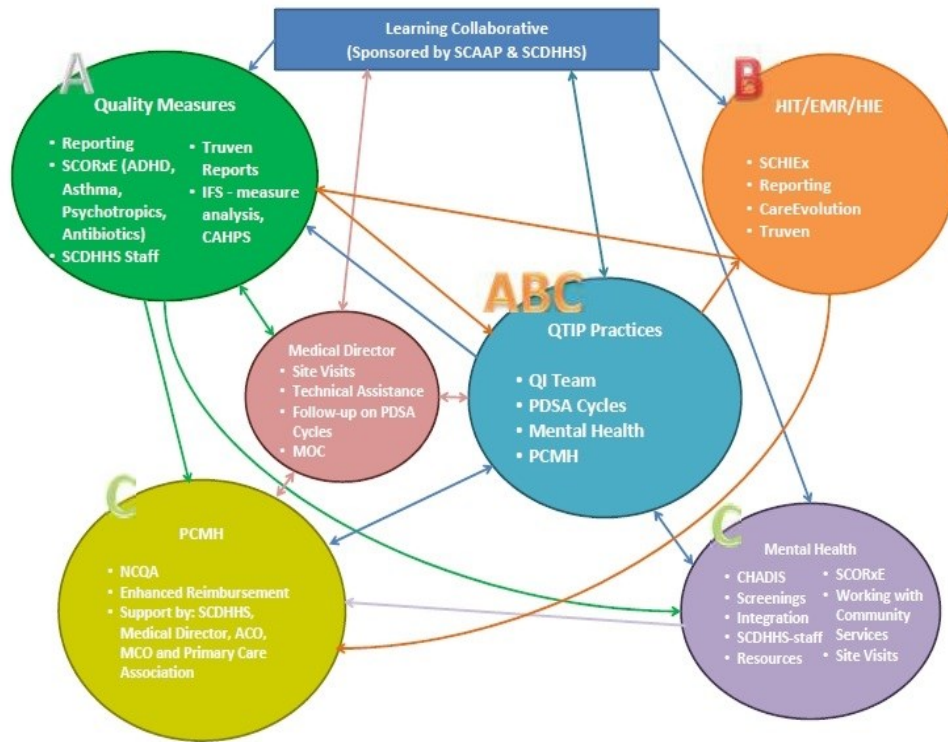 Learning Collaborative
(Sponsored by SCAAP & SCDHHS)
A
Quality Measures
• Reporting
• SCORxE (ADHD,
Asthma,
Psychotropics,
Antibiotics)
• SCDHHS Staff
• Truven
Reports
• IFS - measure
analysis,
CAHPS
B
HIT/EMR/HIE
• SCHIEx
• Reporting
• CareEvolution
• Truven
ABC
QTIP Practices
• QI Team
• PDSA Cycles
• Mental Health
• PCMH
Medical Director
• Site Visits
• Technical Assistance
• Follow-up on PDSA
Cycles
• MOC
C
PCMH
• NCQA
• Enhanced Reimbursement
• Support by: SCDHHS,
Medical Director, ACO,
MCO and Primary Care
Association
C
Mental Health
• CHADIS
• Screenings
• Integration
• SCDHHS-staff
• Resources
• SCORxE
• Working with
Community
Services
• Site Visits